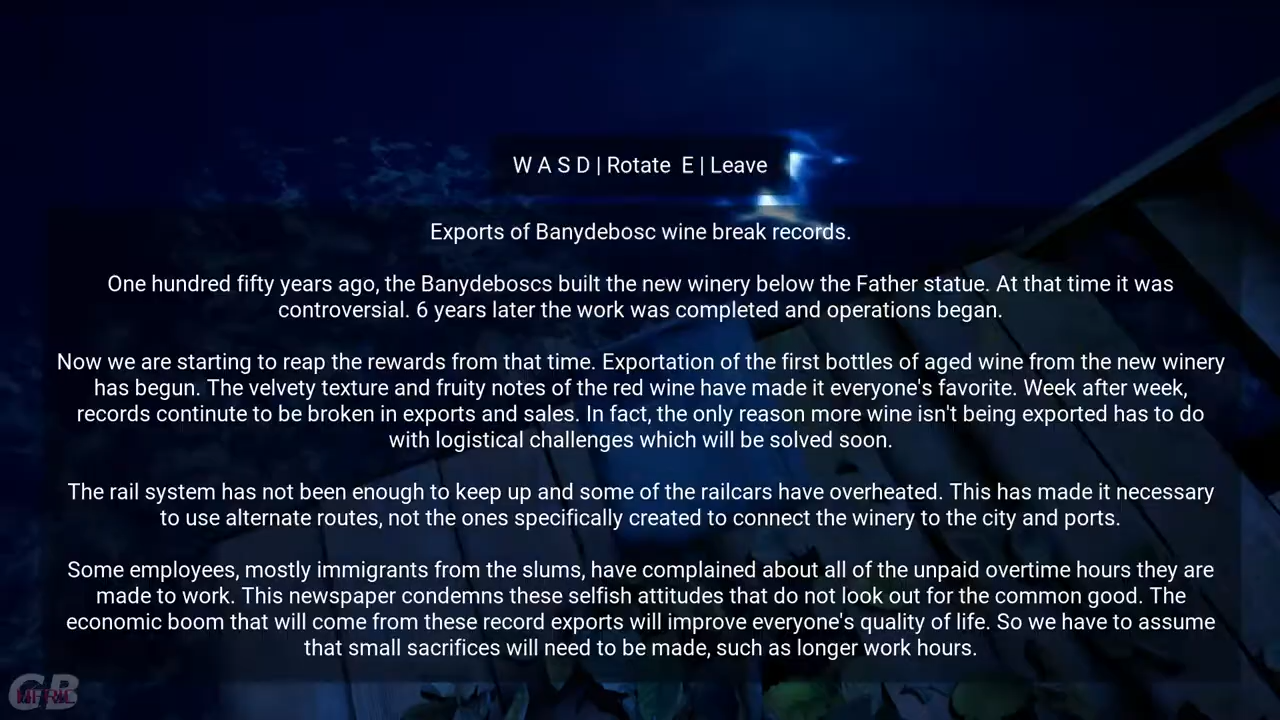 W A S D | Rotate  E | Leave
Exports of Banydebosc wine break records.
One hundred fifty years ago, the Banydeboscs built the new winery below the Father statue. At that time it was
controversial. 6 years later the work was completed and operations began.
Now we are starting to reap the rewards from that time. Exportation of the first bottles of aged wine from the new winery
has begun. The velvety texture and fruity notes of the red wine have made it everyone's favorite. Week after week,
records continute to be broken in exports and sales. In fact, the only reason more wine isn't being exported has to do
with logistical challenges which will be solved soon.
The rail system has not been enough to keep up and some of the railcars have overheated. This has made it necessary
to use alternate routes, not the ones specifically created to connect the winery to the city and ports.
Some employees, mostly immigrants from the slums, have complained about all of the unpaid overtime hours they are
made to work. This newspaper condemns these selfish attitudes that do not look out for the common good. The
economic boom that will come from these record exports will improve everyone's quality of life. So we have to assume
that small sacrifices will need to be made, such as longer work hours.
GB